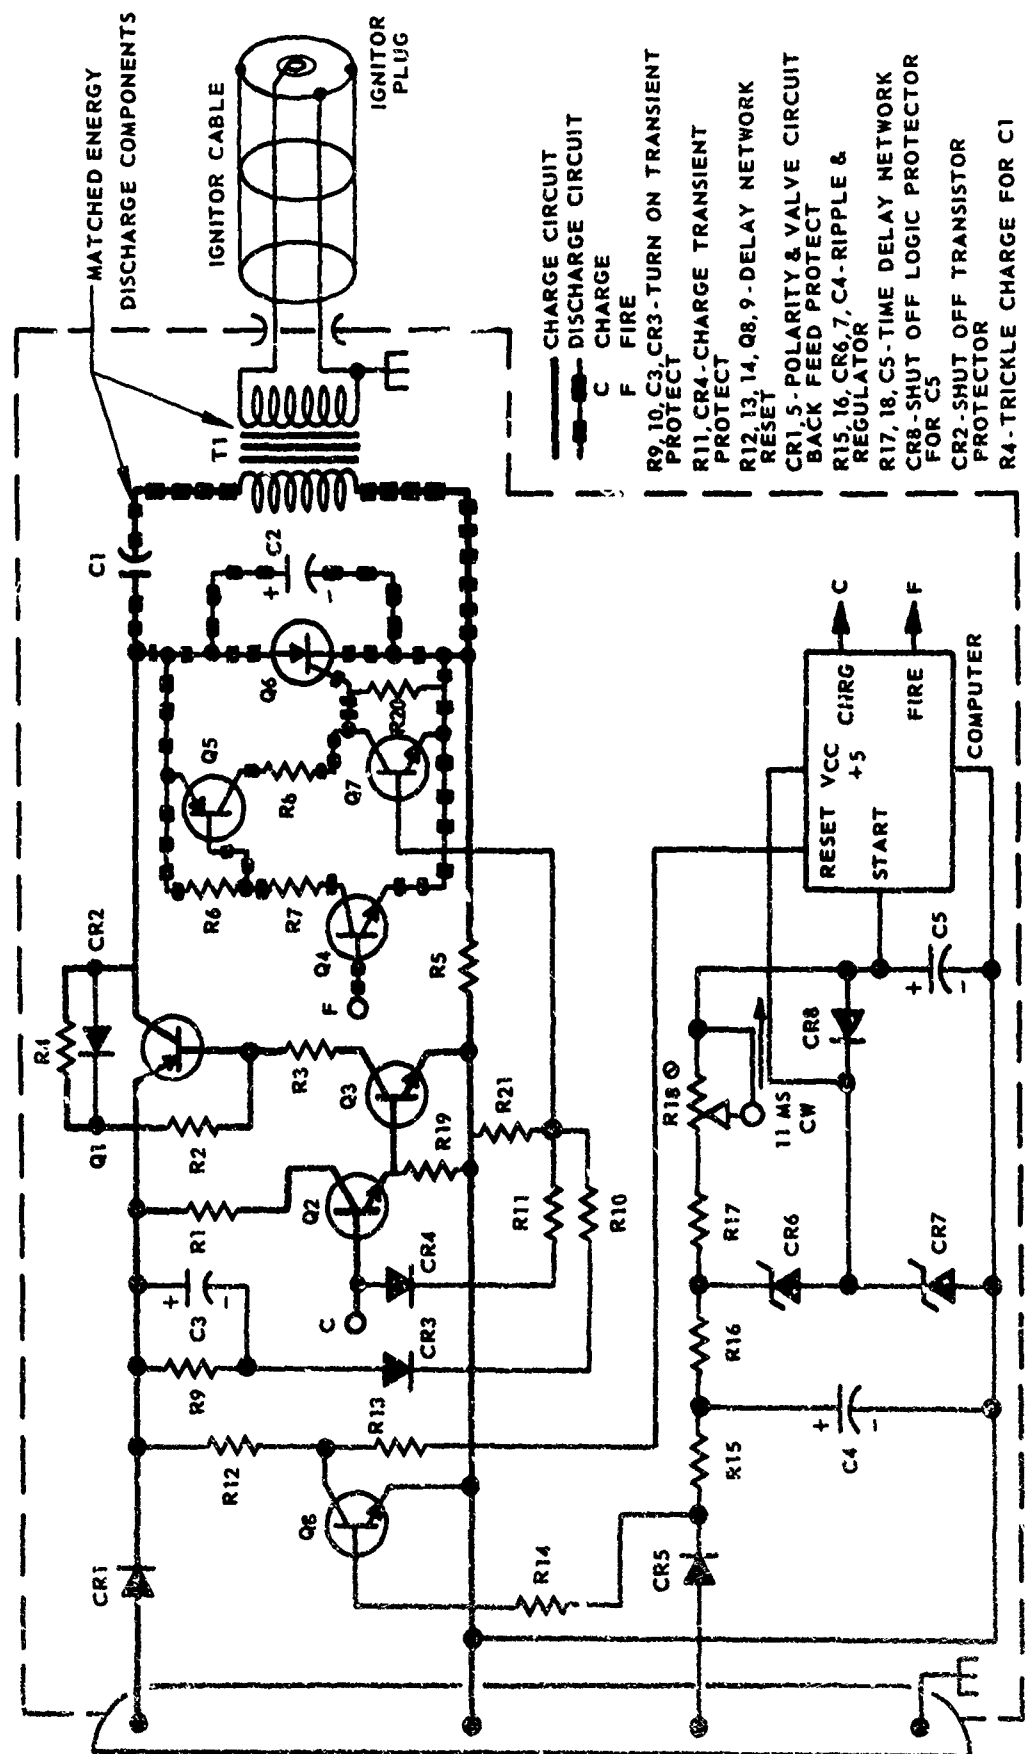 MATCHED ENERGY
DISCHARGE COMPONENTS
IGNITOR CABLE
IGNITOR
PLUG
T1
C1
C2
+
-
Q6
Q5
R6
Q7
R20
R6
R7
Q4
F
R5
CR2
R4
Q1
R2
R3
Q3
R19
R21
R1
Q2
C
CR4
R11
R10
C3
+
-
R9
CR3
R12
R13
Q8
CR1
R14
CR5
R15
R16
R17
R18
11 MS
CW
C4
+
-
CR6
CR7
CR8
C5
+
-
RESET VCC CHRG
+5
START FIRE
COMPUTER
C
F
CHARGE CIRCUIT
DISCHARGE CIRCUIT
C CHARGE
F FIRE
R9, 10, C3, CR3-TURN ON TRANSIENT
PROTECT
R11, CR4-CHARGE TRANSIENT
PROTECT
R12, 13, 14, Q8, 9-DELAY NETWORK
RESET
CR1, 5-POLARITY & VALVE CIRCUIT
BACK FEED PROTECT
R15, 16, CR6, 7, C4-RIPPLE &
REGULATOR
R17, 18, C5-TIME DELAY NETWORK
CR8-SHUT OFF LOGIC PROTECTOR
FOR C5
CR2-SHUT OFF TRANSISTOR
PROTECTOR
R4-TRICKLE CHARGE FOR C1